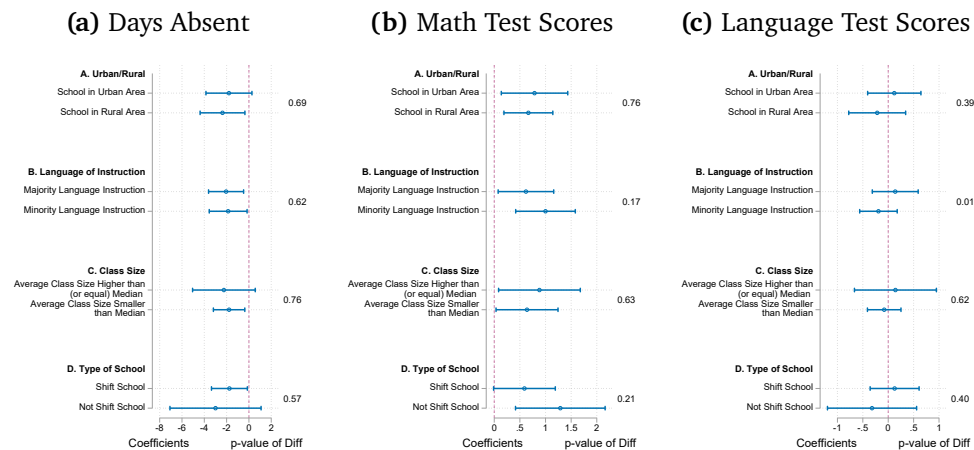 (a) Days Absent
A. Urban/Rural
School in Urban Area
School in Rural Area
0.69
B. Language of Instruction
Majority Language Instruction
Minority Language Instruction
0.62
C. Class Size
Average Class Size Higher than
(or equal) Median
Average Class Size Smaller
than Median
0.76
D. Type of School
Shift School
Not Shift School
0.57
-8 -6 -4 -2 0 2
Coefficients p-value of Diff
(b) Math Test Scores
A. Urban/Rural
School in Urban Area
School in Rural Area
0.76
B. Language of Instruction
Majority Language Instruction
Minority Language Instruction
0.17
C. Class Size
Average Class Size Higher than
(or equal) Median
Average Class Size Smaller
than Median
0.63
D. Type of School
Shift School
Not Shift School
0.21
0 .5 1 1.5 2
Coefficients p-value of Diff
(c) Language Test Scores
A. Urban/Rural
School in Urban Area
School in Rural Area
0.39
B. Language of Instruction
Majority Language Instruction
Minority Language Instruction
0.01
C. Class Size
Average Class Size Higher than
(or equal) Median
Average Class Size Smaller
than Median
0.62
D. Type of School
Shift School
Not Shift School
0.40
-1 -.5 0 .5 1
Coefficients p-value of Diff